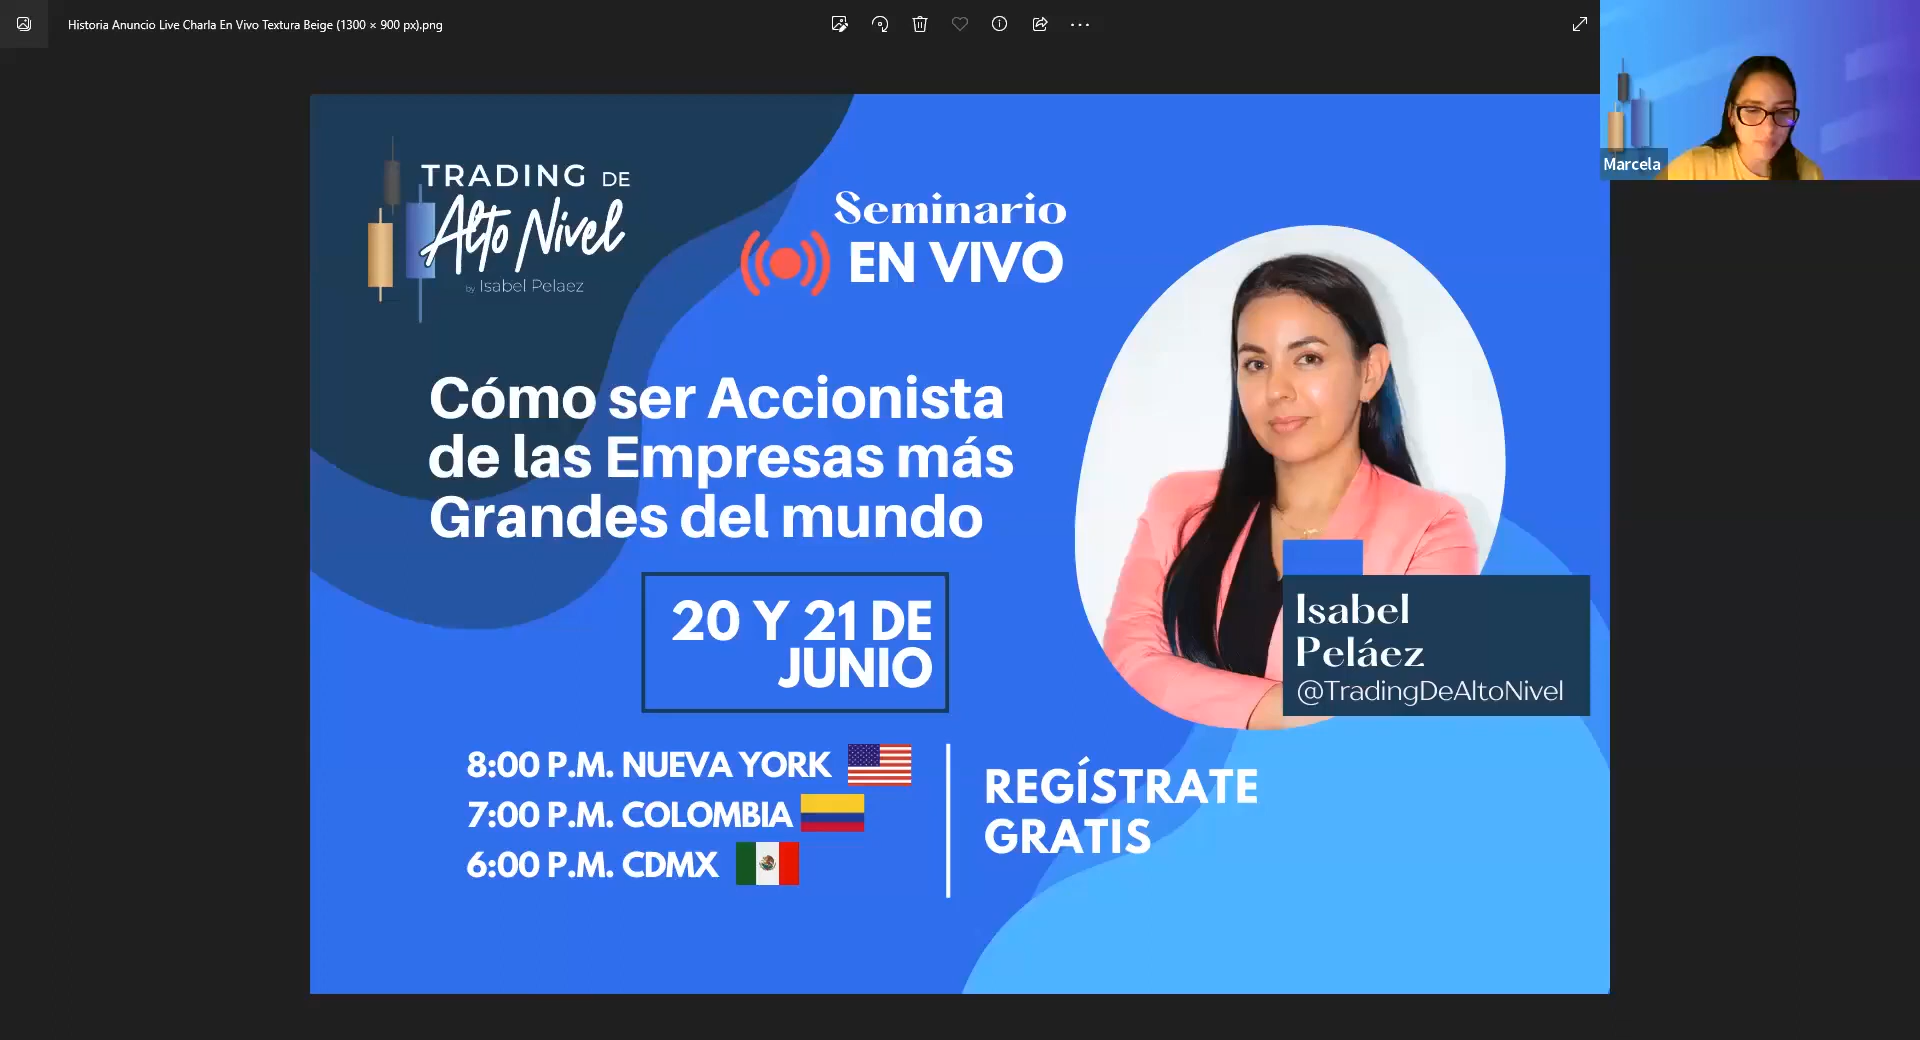 Historia Anuncio Live Charla En Vivo Textura Beige (1300 × 900 px).png
Marcela
TRADING DE
Alto Nivel
by Isabel Pelaez
Seminario
EN VIVO
Cómo ser Accionista
de las Empresas más
Grandes del mundo
20 Y 21 DE
JUNIO
Isabel
Peláez
@TradingDeAltoNivel
8:00 P.M. NUEVA YORK
7:00 P.M. COLOMBIA
6:00 P.M. CDMX
REGÍSTRATE
GRATIS